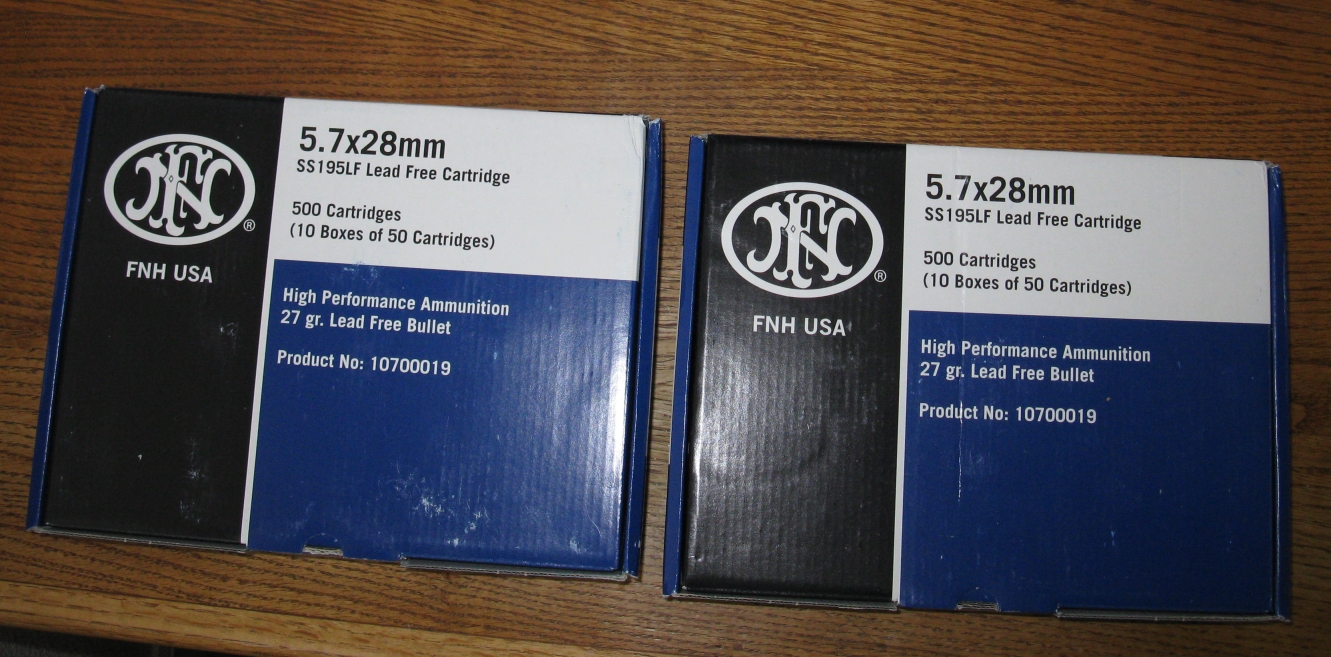 FN
®
FNH USA
5.7x28mm
SS195LF Lead Free Cartridge
500 Cartridges
(10 Boxes of 50 Cartridges)
High Performance Ammunition
27 gr. Lead Free Bullet
Product No: 10700019
FN
®
FNH USA
5.7x28mm
SS195LF Lead Free Cartridge
500 Cartridges
(10 Boxes of 50 Cartridges)
High Performance Ammunition
27 gr. Lead Free Bullet
Product No: 10700019